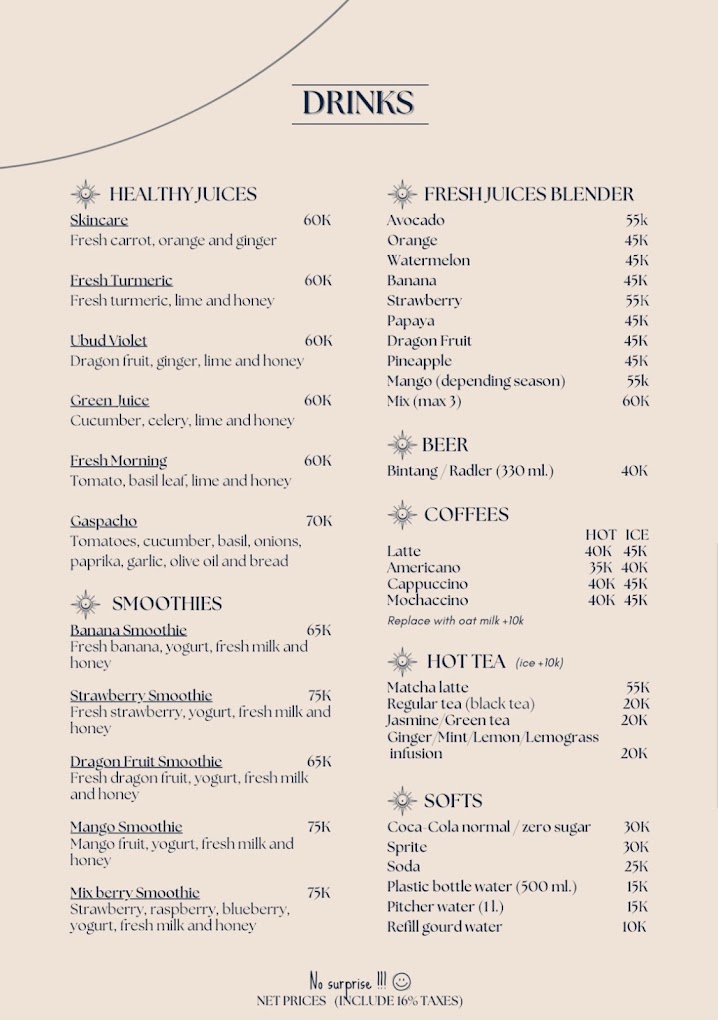 DRINKS
HEALTHY JUICES
Skincare 60K
Fresh carrot, orange and ginger
Fresh Turmeric 60K
Fresh turmeric, lime and honey
Ubud Violet 60K
Dragon fruit, ginger, lime and honey
Green Juice 60K
Cucumber, celery, lime and honey
Fresh Morning 60K
Tomato, basil leaf, lime and honey
Gaspacho 70K
Tomatoes, cucumber, basil, onions,
paprika, garlic, olive oil and bread
SMOOTHIES
Banana Smoothie 65K
Fresh banana, yogurt, fresh milk and
honey
Strawberry Smoothie 75K
Fresh strawberry, yogurt, fresh milk and
honey
Dragon Fruit Smoothie 65K
Fresh dragon fruit, yogurt, fresh milk
and honey
Mango Smoothie 75K
Mango fruit, yogurt, fresh milk and
honey
Mix berry Smoothie 75K
Strawberry, raspberry, blueberry,
yogurt, fresh milk and honey
FRESH JUICES BLENDER
Avocado 55k
Orange 45K
Watermelon 45K
Banana 45K
Strawberry 55K
Papaya 45K
Dragon Fruit 45K
Pineapple 45K
Mango (depending season) 55k
Mix (max 3) 60K
BEER
Bintang / Radler (330 ml.) 40K
COFFEES
HOT ICE
Latte 40K 45K
Americano 35K 40K
Cappuccino 40K 45K
Mochaccino 40K 45K
Replace with oat milk +10k
HOT TEA (ice +10k)
Matcha latte 55K
Regular tea (black tea) 20K
Jasmine/Green tea 20K
Ginger/Mint/Lemon/Lemograss
infusion 20K
SOFTS
Coca-Cola normal / zero sugar 30K
Sprite 30K
Soda 25K
Plastic bottle water (500 ml.) 15K
Pitcher water (1 l.) 15K
Refill gourd water 10K
No surprise !!!
NET PRICES (INCLUDE 16% TAXES)